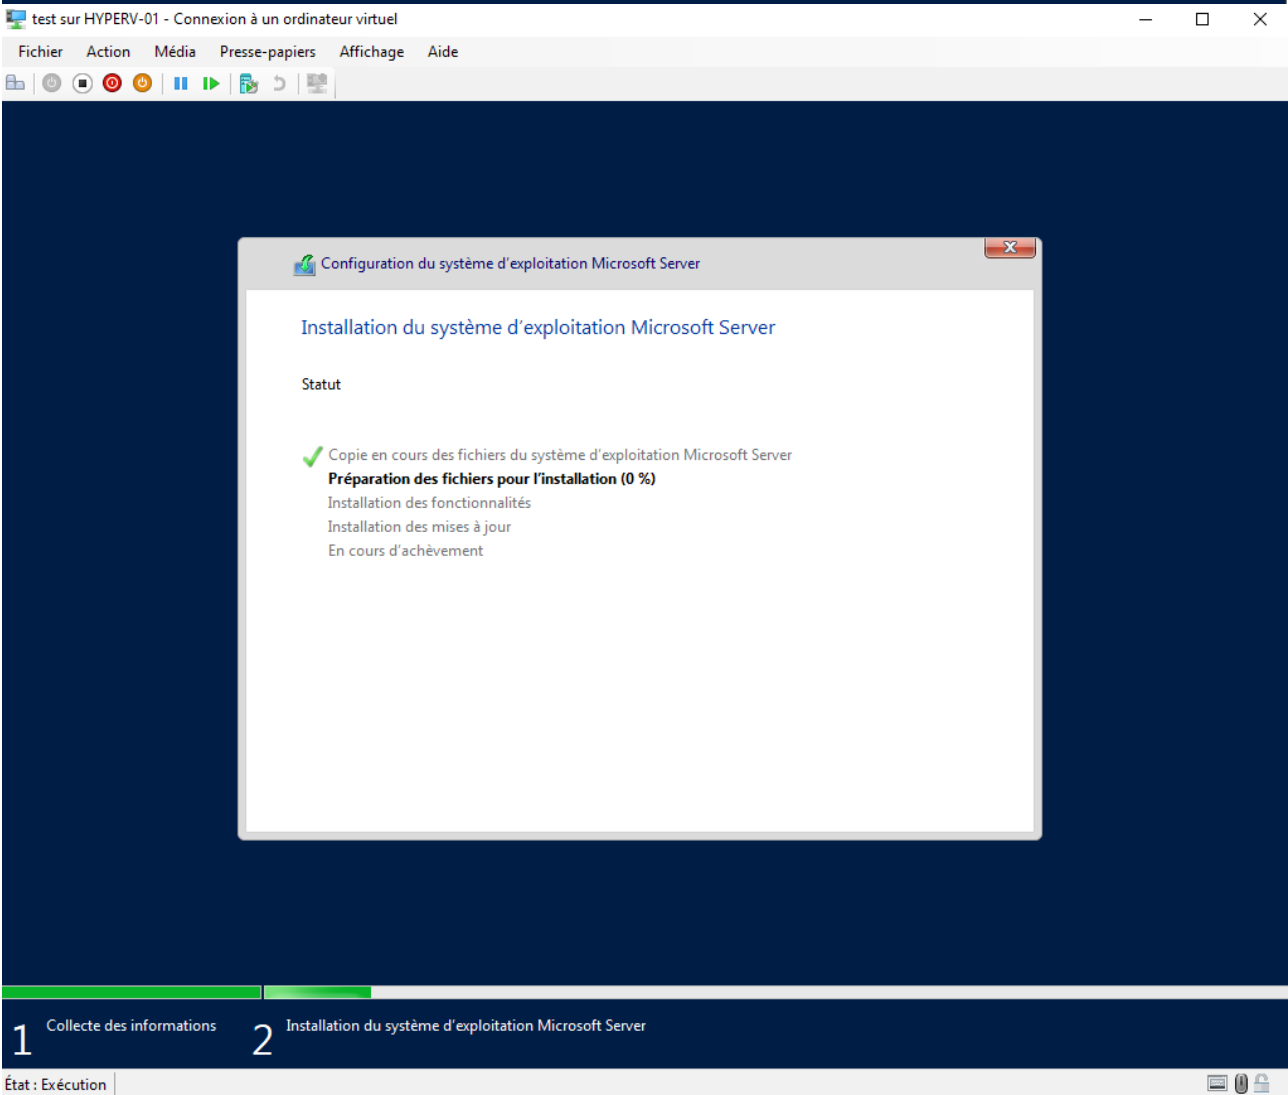 test sur HYPERV-01 - Connexion à un ordinateur virtuel
Fichier Action Média Presse-papiers Affichage Aide
Configuration du système d'exploitation Microsoft Server
Installation du système d'exploitation Microsoft Server
Statut
Copie en cours des fichiers du système d'exploitation Microsoft Server
Préparation des fichiers pour l'installation (0 %)
Installation des fonctionnalités
Installation des mises à jour
En cours d'achèvement
1 Collecte des informations 2 Installation du système d'exploitation Microsoft Server
État : Exécution